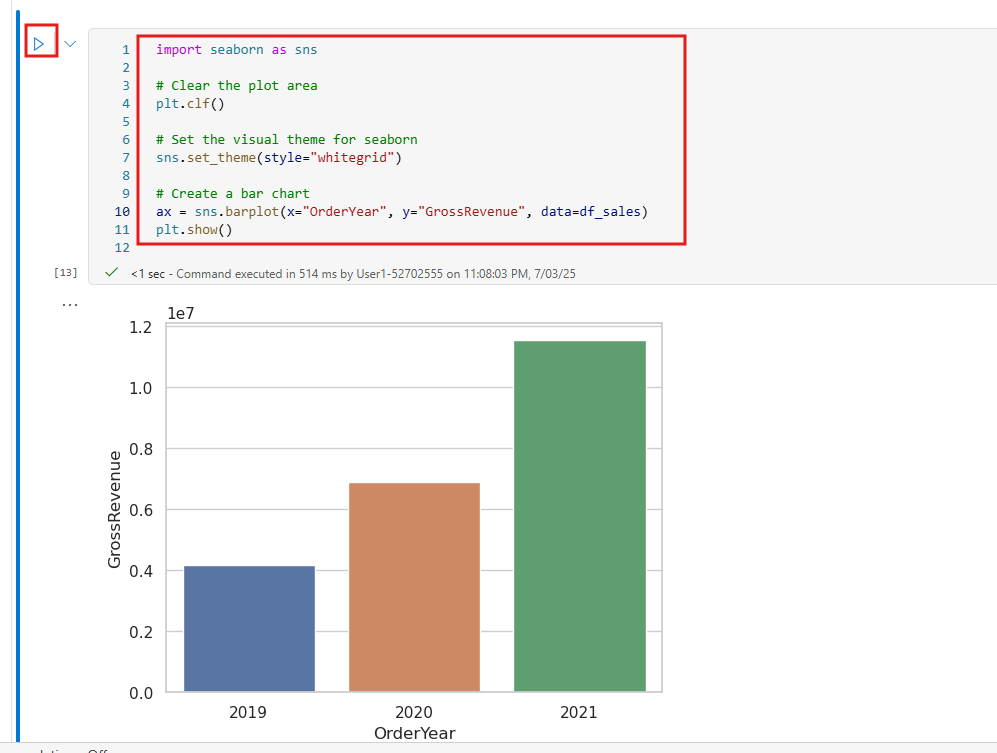 1 import seaborn as sns
2
3 # Clear the plot area
4 plt.clf()
5
6 # Set the visual theme for seaborn
7 sns.set_theme(style="whitegrid")
8
9 # Create a bar chart
10 ax = sns.barplot(x="OrderYear", y="GrossRevenue", data=df_sales)
11 plt.show()
12
[13] <1 sec - Command executed in 514 ms by User1-52702555 on 11:08:03 PM, 7/03/25
...
1e7
1.2
1.0
0.8
0.6
0.4
0.2
0.0
GrossRevenue
2019 2020 2021
OrderYear